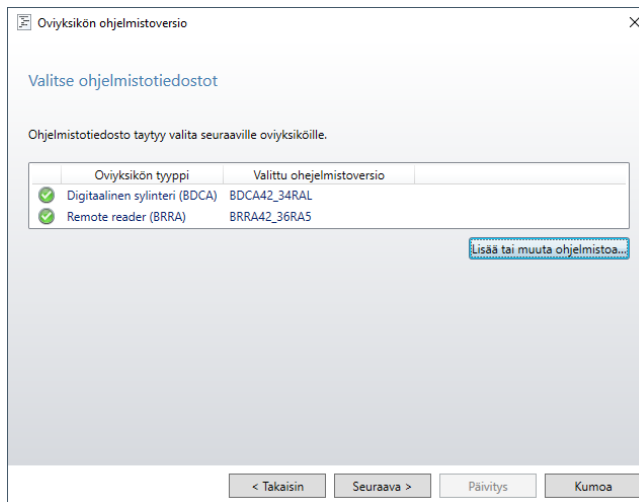 Oviyksikön ohjelmistoversio
Valitse ohjelmistotiedostot
Ohjelmistotiedosto taytyy valita seuraaville oviyksiköille.
Oviyksikön tyyppi Valittu ohejelmistoversio
Digitaalinen sylinteri (BDCA) BDCA42_34RAL
Remote reader (BRRA) BRRA42_36RA5
Lisää tai muuta ohjelmistoa...
< Takaisin Seuraava > Päivitys Kumoa